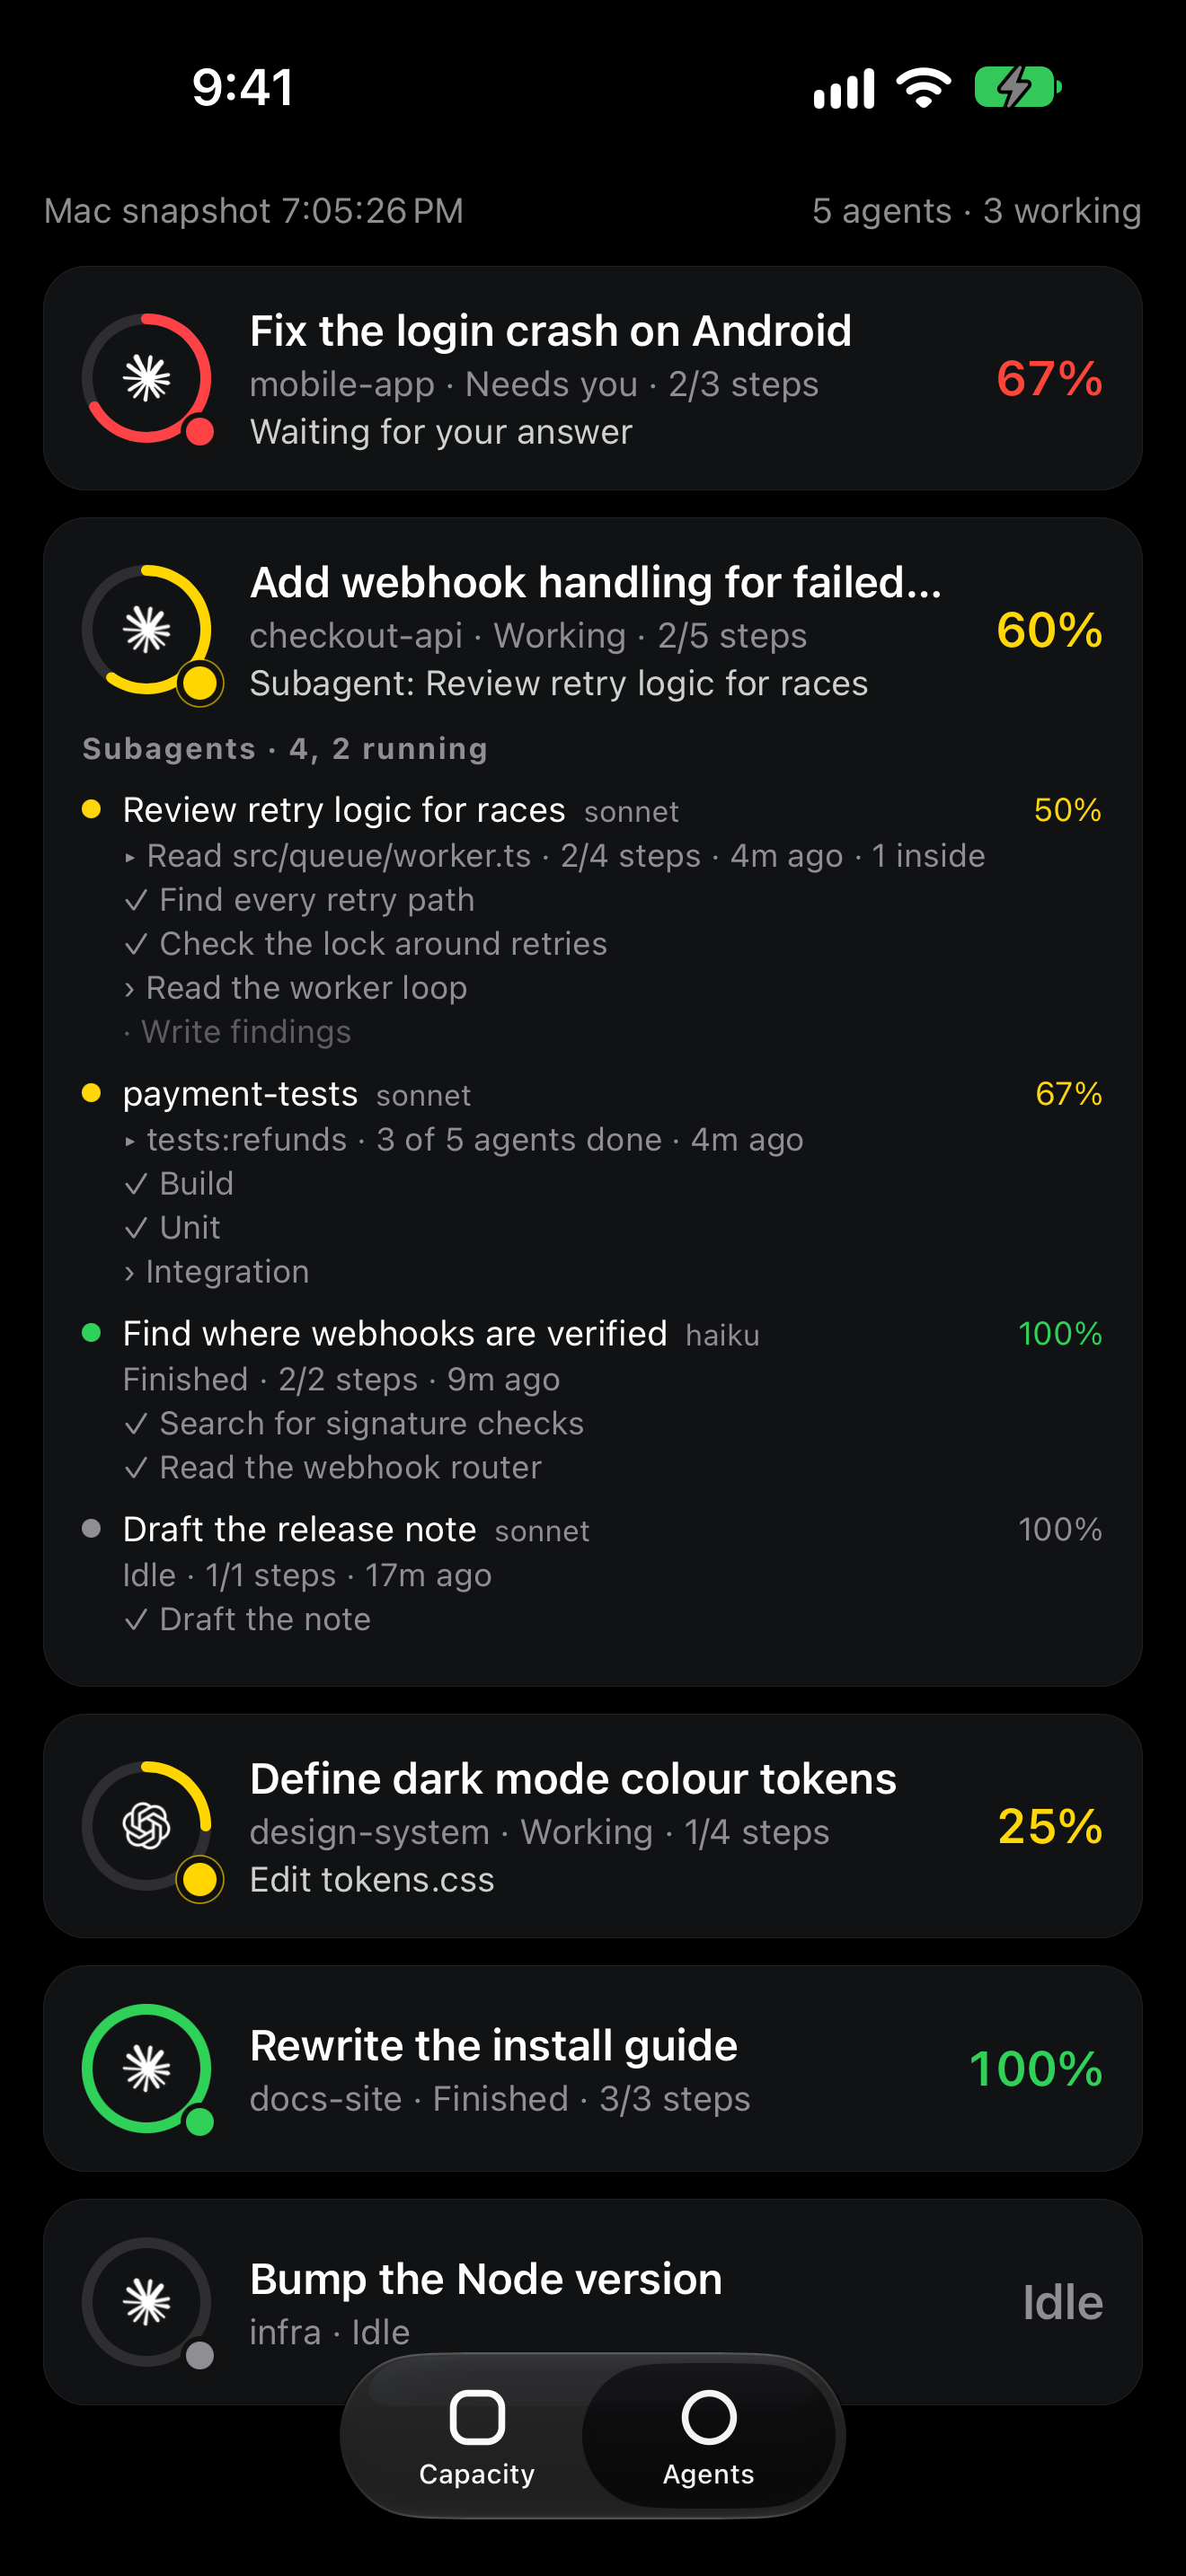 9:41
Mac snapshot 7:05:26 PM
5 agents · 3 working
Fix the login crash on Android
mobile-app · Needs you · 2/3 steps
Waiting for your answer
67%
Add webhook handling for failed...
checkout-api · Working · 2/5 steps
Subagent: Review retry logic for races
60%
Subagents · 4, 2 running
Review retry logic for races sonnet 50%
▸ Read src/queue/worker.ts · 2/4 steps · 4m ago · 1 inside
✓ Find every retry path
✓ Check the lock around retries
› Read the worker loop
· Write findings
payment-tests sonnet 67%
▸ tests:refunds · 3 of 5 agents done · 4m ago
✓ Build
✓ Unit
› Integration
Find where webhooks are verified haiku 100%
Finished · 2/2 steps · 9m ago
✓ Search for signature checks
✓ Read the webhook router
Draft the release note sonnet 100%
Idle · 1/1 steps · 17m ago
✓ Draft the note
Define dark mode colour tokens
design-system · Working · 1/4 steps
Edit tokens.css
25%
Rewrite the install guide
docs-site · Finished · 3/3 steps
100%
Bump the Node version
infra · Idle
Idle
Capacity
Agents